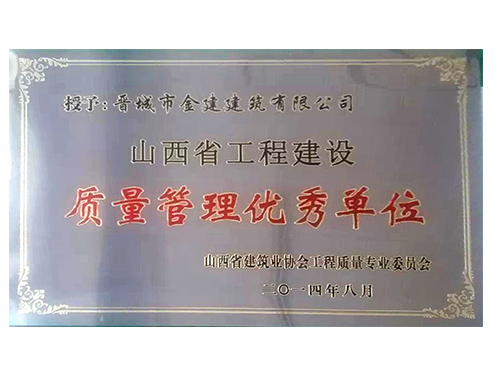 授予:晋城市金建建筑有限公司
山西省工程建设
质量管理优秀单位
山西省建筑业协会工程质量专业委员会
二〇一四年八月